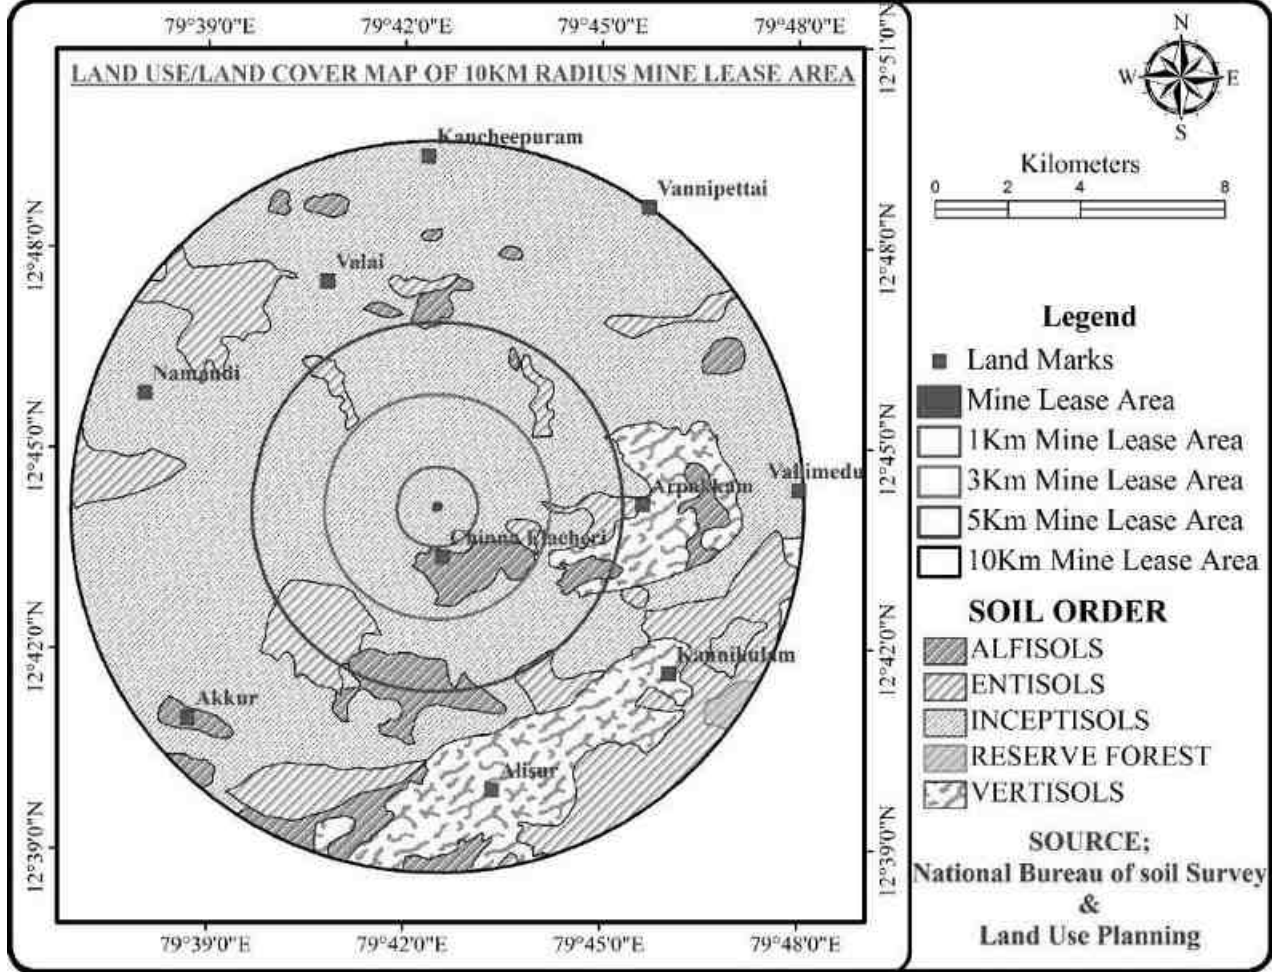 79°39'0"E 79°42'0"E 79°45'0"E 79°48'0"E
12°51'0"N
LAND USE/LAND COVER MAP OF 10KM RADIUS MINE LEASE AREA
N
W E
S
Kilometers
0 2 4 8
Kancheepuram
Vannipettai
12°48'0"N
12°48'0"N
Valai
Namandi
12°45'0"N
12°45'0"N
Vallimedu
Arpakkam
Chinna Elacheri
12°42'0"N
12°42'0"N
Kannikulam
Akkur
Alisur
12°39'0"N
12°39'0"N
79°39'0"E 79°42'0"E 79°45'0"E 79°48'0"E
Legend
Land Marks
Mine Lease Area
1Km Mine Lease Area
3Km Mine Lease Area
5Km Mine Lease Area
10Km Mine Lease Area
SOIL ORDER
ALFISOLS
ENTISOLS
INCEPTISOLS
RESERVE FOREST
VERTISOLS
SOURCE;
National Bureau of soil Survey
&
Land Use Planning